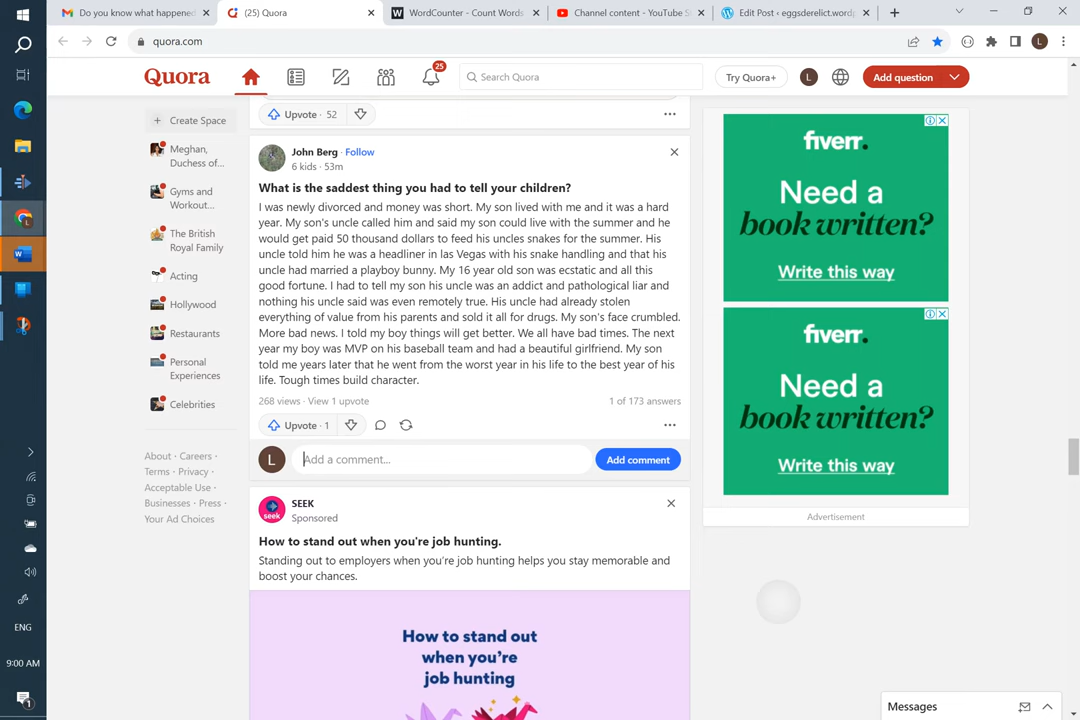 Do you know what happened
(25) Quora
WordCounter - Count Words
Channel content - YouTube S
Edit Post ‹ eggsderelict.wordp
quora.com
L
Quora
25
Search Quora
Try Quora+
L
Add question
Create Space
Meghan,
Duchess of...
Gyms and
Workout...
The British
Royal Family
Acting
Hollywood
Restaurants
Personal
Experiences
Celebrities
About · Careers ·
Terms · Privacy ·
Acceptable Use ·
Businesses · Press ·
Your Ad Choices
Upvote · 52
John Berg · Follow
6 kids · 53m
What is the saddest thing you had to tell your children?
I was newly divorced and money was short. My son lived with me and it was a hard
year. My son's uncle called him and said my son could live with the summer and he
would get paid 50 thousand dollars to feed his uncles snakes for the summer. His
uncle told him he was a headliner in las Vegas with his snake handling and that his
uncle had married a playboy bunny. My 16 year old son was ecstatic and all this
good fortune. I had to tell my son his uncle was an addict and pathological liar and
nothing his uncle said was even remotely true. His uncle had already stolen
everything of value from his parents and sold it all for drugs. My son's face crumbled.
More bad news. I told my boy things will get better. We all have bad times. The next
year my boy was MVP on his baseball team and had a beautiful girlfriend. My son
told me years later that he went from the worst year in his life to the best year of his
life. Tough times build character.
268 views · View 1 upvote
1 of 173 answers
Upvote · 1
L
Add a comment...
Add comment
seek
SEEK
Sponsored
How to stand out when you're job hunting.
Standing out to employers when you're job hunting helps you stay memorable and
boost your chances.
How to stand out
when you're
job hunting
fiverr.
Need a
book written?
Write this way
fiverr.
Need a
book written?
Write this way
Advertisement
Messages
ENG
9:00 AM
1